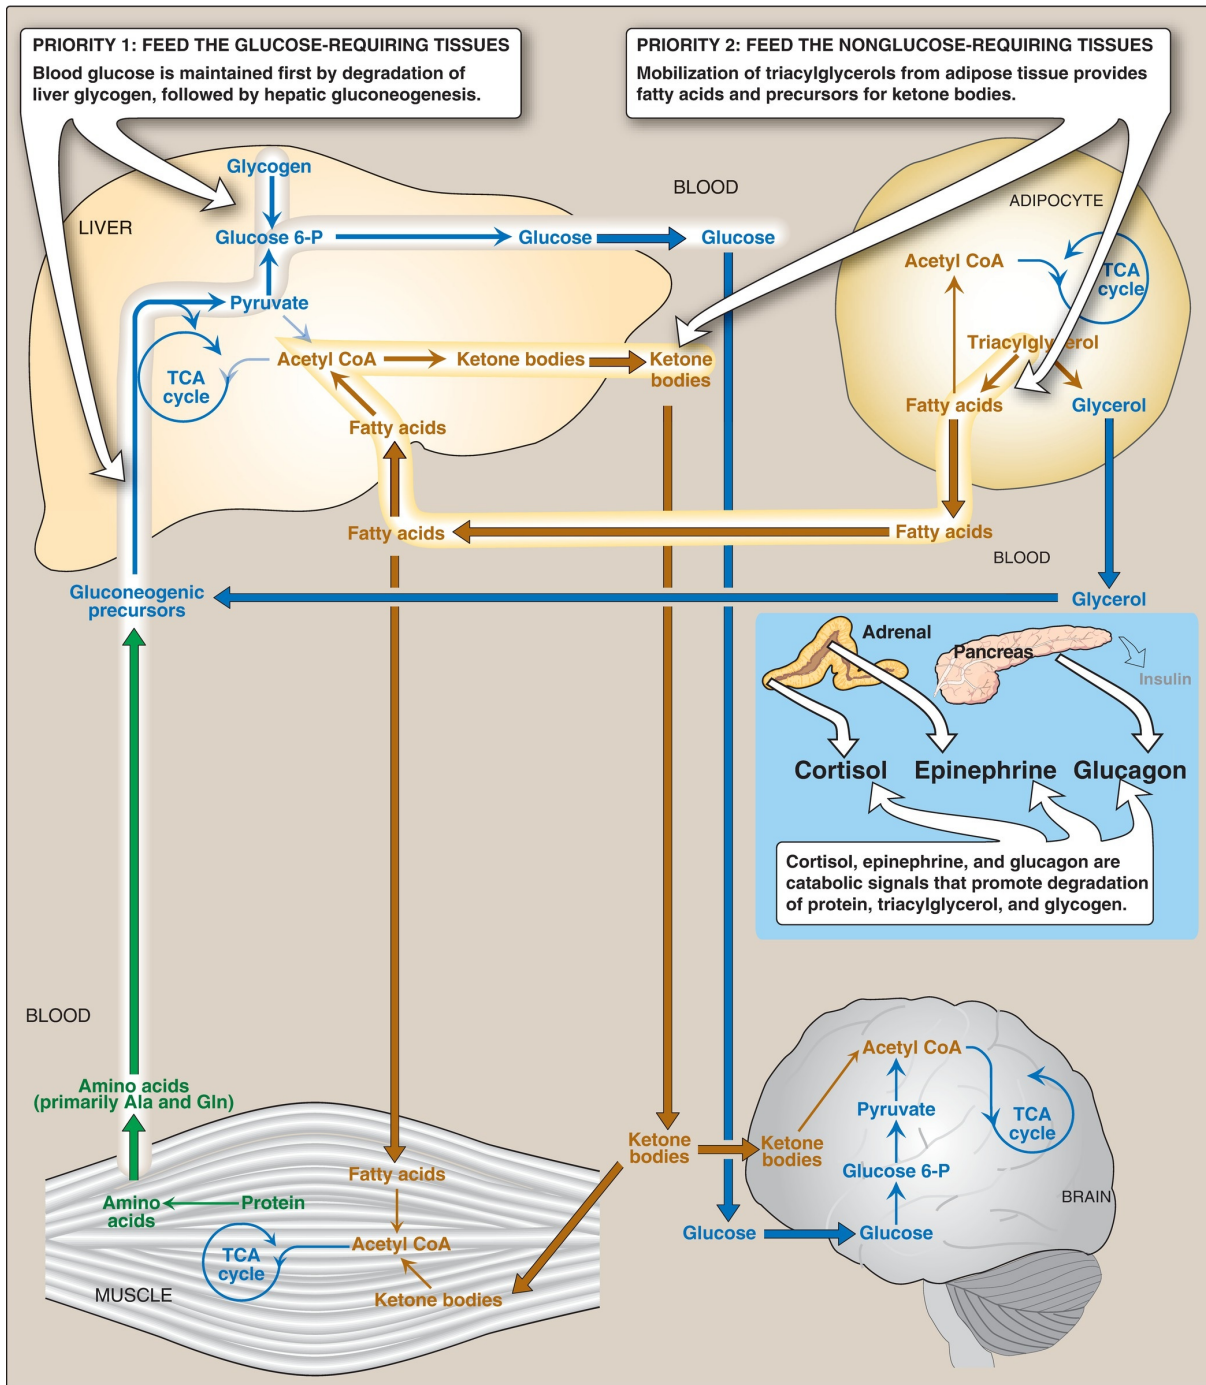 PRIORITY 1: FEED THE GLUCOSE-REQUIRING TISSUES
Blood glucose is maintained first by degradation of
liver glycogen, followed by hepatic gluconeogenesis.
PRIORITY 2: FEED THE NONGLUCOSE-REQUIRING TISSUES
Mobilization of triacylglycerols from adipose tissue provides
fatty acids and precursors for ketone bodies.
LIVER
Glycogen
Glucose 6-P
Glucose
Pyruvate
TCA
cycle
Acetyl CoA
Ketone bodies
Fatty acids
BLOOD
Glucose
Ketone
bodies
ADIPOCYTE
Acetyl CoA
TCA
cycle
Triacylglycerol
Fatty acids
Glycerol
Fatty acids
Fatty acids
BLOOD
Gluconeogenic
precursors
Glycerol
Adrenal
Pancreas
Insulin
Cortisol
Epinephrine
Glucagon
Cortisol, epinephrine, and glucagon are
catabolic signals that promote degradation
of protein, triacylglycerol, and glycogen.
BLOOD
Amino acids
(primarily Ala and Gln)
Fatty acids
Amino
acids
Protein
Acetyl CoA
TCA
cycle
MUSCLE
Ketone bodies
Ketone
bodies
Glucose
Acetyl CoA
Pyruvate
TCA
cycle
Ketone
bodies
Glucose 6-P
BRAIN
Glucose